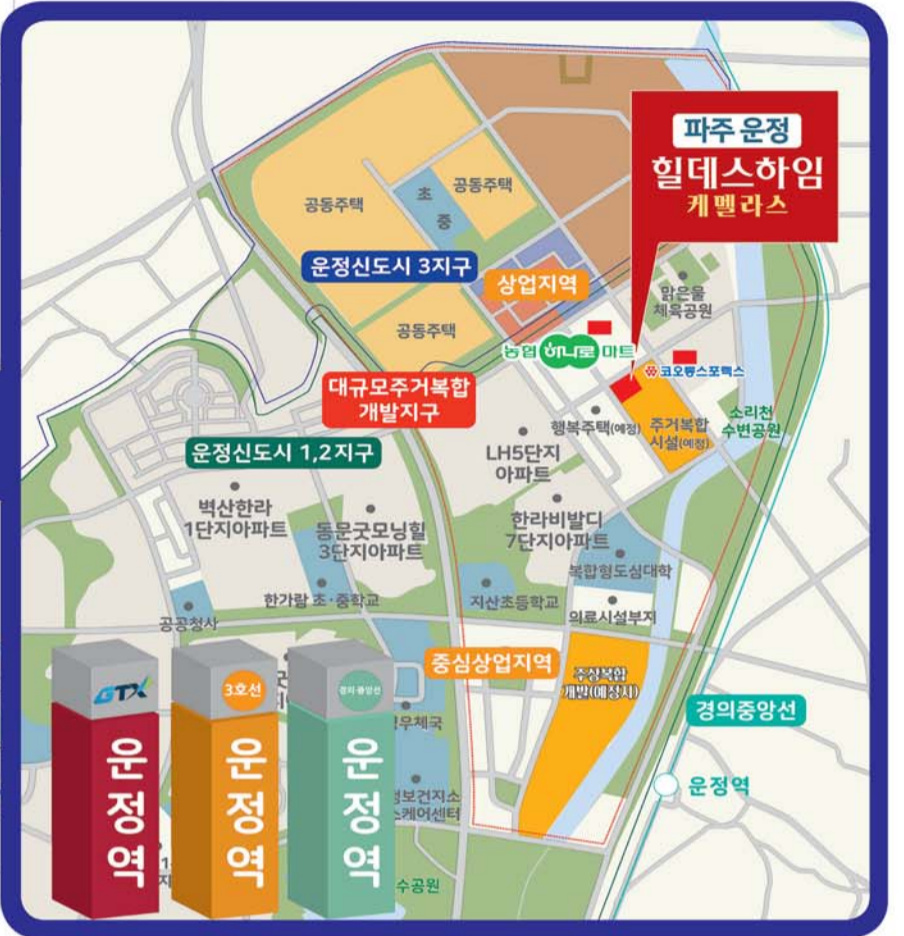 파주 운정
힐데스하임
케멜라스
공동주택
초
중
공동주택
운정신도시 3지구
상업지역
맑은물
체육공원
공동주택
농협 하나로 마트
코오롱스포렉스
대규모주거복합
개발지구
행복주택(예정)
주거복합
시설(예정)
소리천
수변공원
운정신도시 1,2지구
LH5단지
아파트
벽산한라
1단지아파트
동문굿모닝힐
3단지아파트
한라비발디
7단지아파트
복합형도심대학
한가람 초·중학교
지산초등학교
의료시설부지
공공청사
중심상업지역
주상복합
개발(예정지)
GTX
3호선
경의·중앙선
우체국
경의중앙선
운정역
운정역
운정역
운정역
보건지소
케어센터
수공원